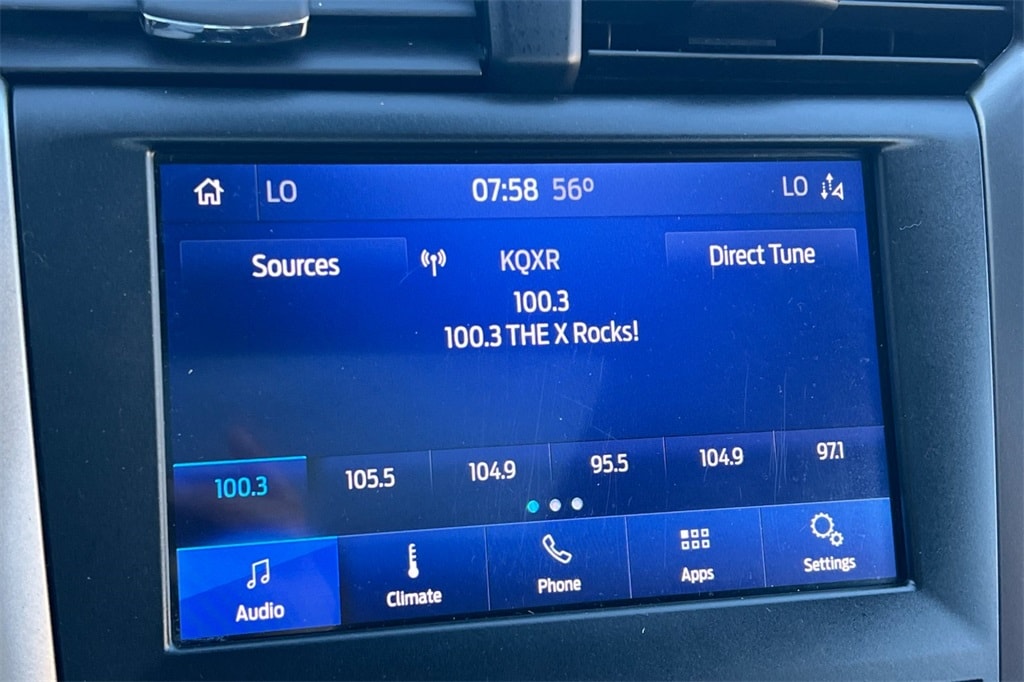 LO 07:58 56° LO
Sources KQXR Direct Tune
100.3
100.3 THE X Rocks!
100.3 105.5 104.9 95.5 104.9 97.1
Audio Climate Phone Apps Settings